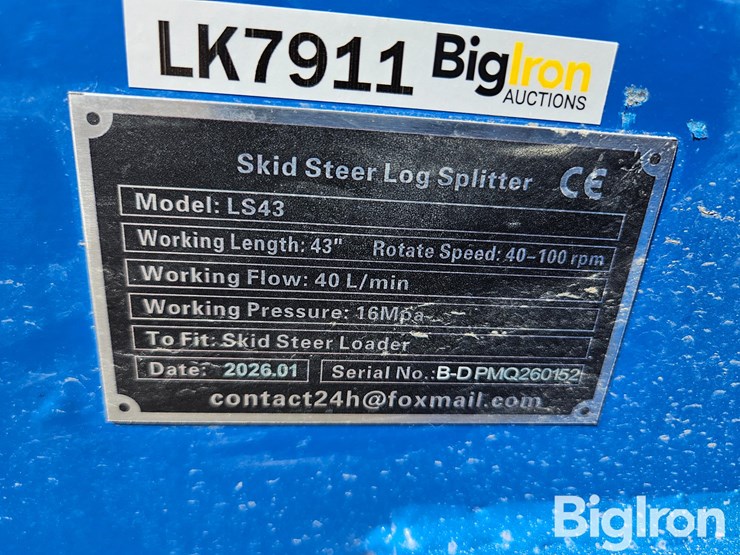 LK7911 BigIron
AUCTIONS
Skid Steer Log Splitter CE
Model: LS43
Working Length: 43" Rotate Speed: 40-100 rpm
Working Flow: 40 L/min
Working Pressure: 16Mpa
To Fit: Skid Steer Loader
Date: 2026.01 Serial No.: B-DPMQ260152
contact24h@foxmail.com
BigIron